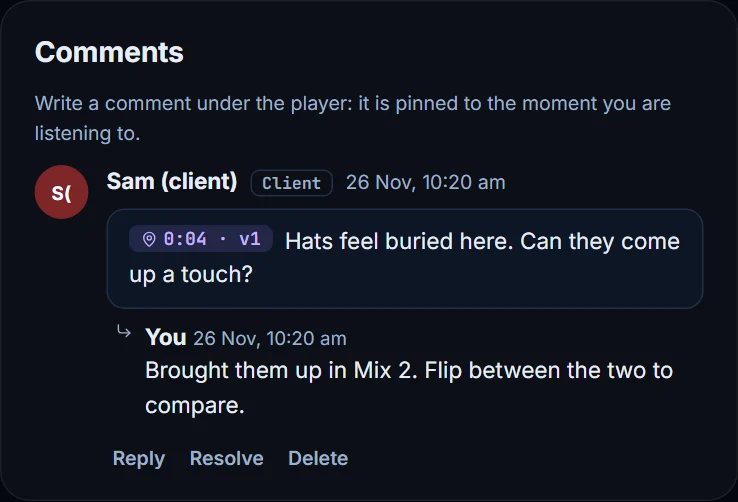 Comments
Write a comment under the player: it is pinned to the moment you are
listening to.
S(
Sam (client) Client 26 Nov, 10:20 am
0:04 · v1 Hats feel buried here. Can they come
up a touch?
You 26 Nov, 10:20 am
Brought them up in Mix 2. Flip between the two to
compare.
Reply Resolve Delete